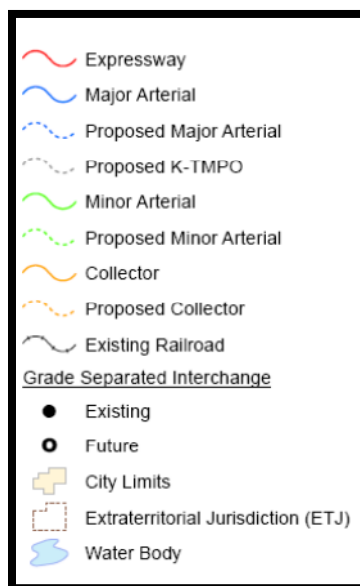 Expressway
Major Arterial
Proposed Major Arterial
Proposed K-TMPO
Minor Arterial
Proposed Minor Arterial
Collector
Proposed Collector
Existing Railroad
Grade Separated Interchange
Existing
Future
City Limits
Extraterritorial Jurisdiction (ETJ)
Water Body